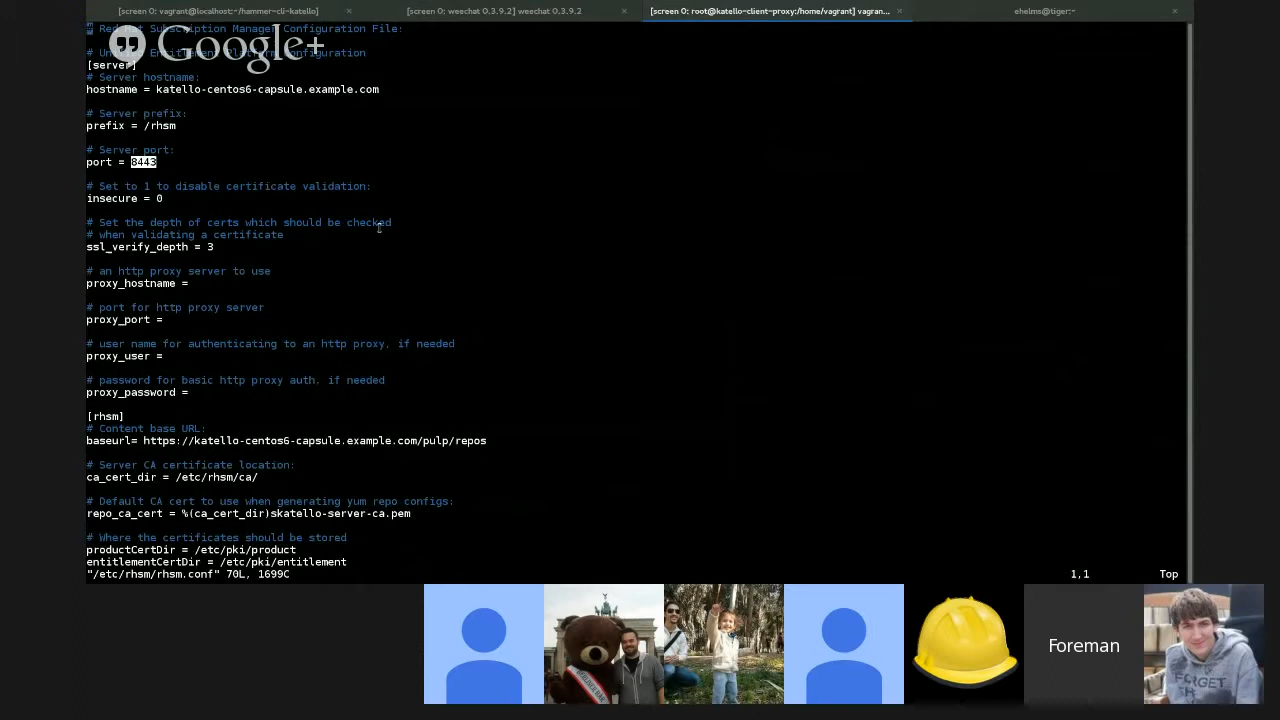 [screen 0: vagrant@localhost:~/hammer-cli-katello]
[screen 0: weechat 0.3.9.2] weechat 0.3.9.2
[screen 0: root@katello-client-proxy:/home/vagrant] vagran...
ehelms@tiger:~
# Red Hat Subscription Manager Configuration File:
Google+
# Unified Entitlement Platform Configuration
[server]
# Server hostname:
hostname = katello-centos6-capsule.example.com
# Server prefix:
prefix = /rhsm
# Server port:
port = 8443
# Set to 1 to disable certificate validation:
insecure = 0
# Set the depth of certs which should be checked
# when validating a certificate
ssl_verify_depth = 3
# an http proxy server to use
proxy_hostname =
# port for http proxy server
proxy_port =
# user name for authenticating to an http proxy, if needed
proxy_user =
# password for basic http proxy auth, if needed
proxy_password =
[rhsm]
# Content base URL:
baseurl= https://katello-centos6-capsule.example.com/pulp/repos
# Server CA certificate location:
ca_cert_dir = /etc/rhsm/ca/
# Default CA cert to use when generating yum repo configs:
repo_ca_cert = %(ca_cert_dir)skatello-server-ca.pem
# Where the certificates should be stored
productCertDir = /etc/pki/product
entitlementCertDir = /etc/pki/entitlement
"/etc/rhsm/rhsm.conf" 70L, 1699C
1,1
Top
Foreman
FORGET